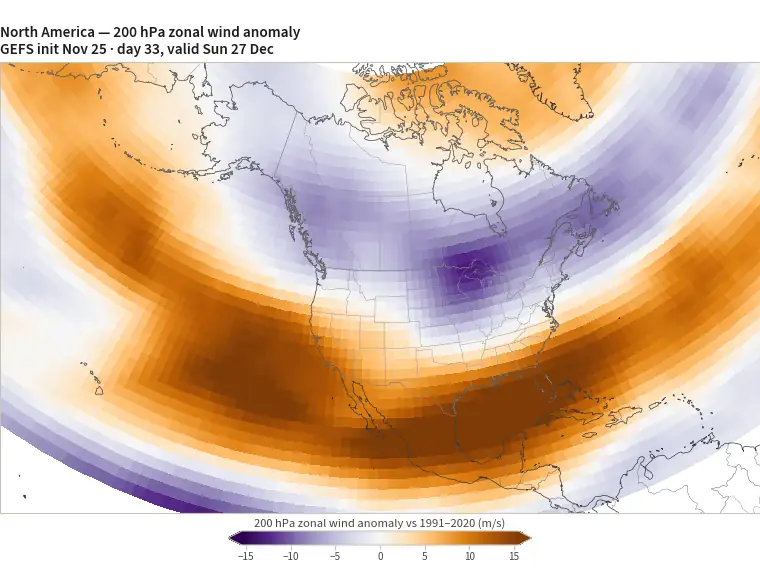 North America — 200 hPa zonal wind anomaly
GEFS init Nov 25 · day 33, valid Sun 27 Dec
200 hPa zonal wind anomaly vs 1991–2020 (m/s)
−15 −10 −5 0 5 10 15